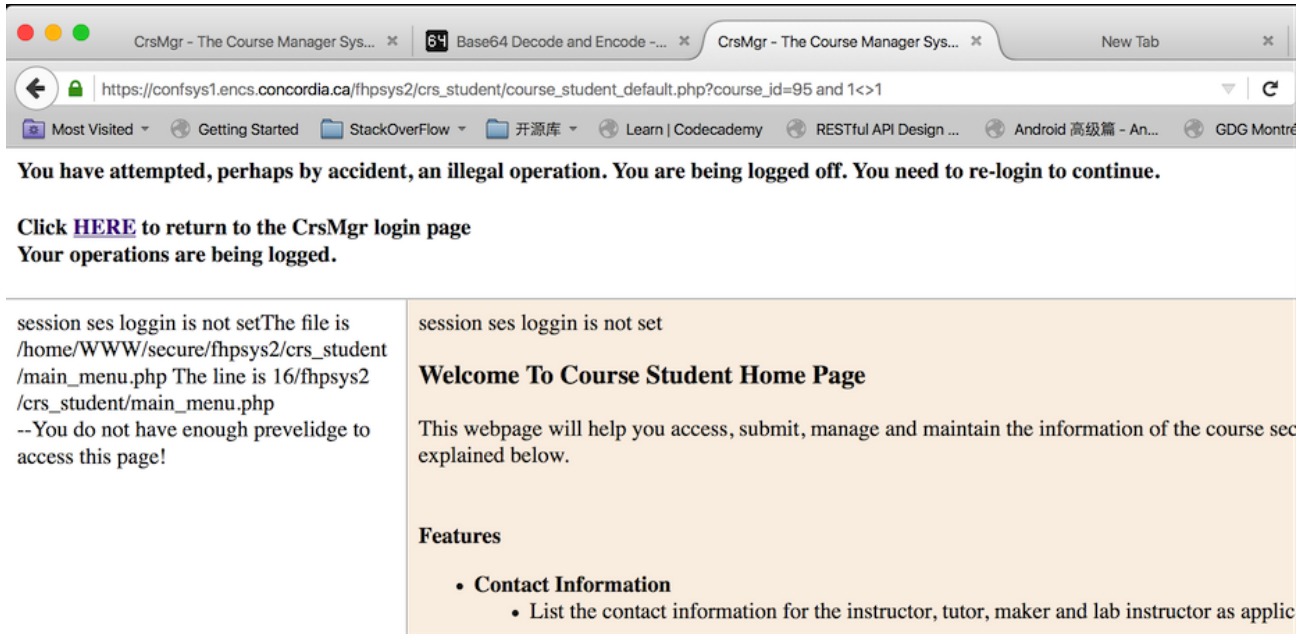 CrsMgr - The Course Manager Sys...
64 Base64 Decode and Encode -...
CrsMgr - The Course Manager Sys...
New Tab
https://confsys1.encs.concordia.ca/fhpsys2/crs_student/course_student_default.php?course_id=95 and 1<>1
Most Visited
Getting Started
StackOverFlow
开源库
Learn | Codecademy
RESTful API Design ...
Android 高级篇 - An...
GDG Montré
You have attempted, perhaps by accident, an illegal operation. You are being logged off. You need to re-login to continue.
Click HERE to return to the CrsMgr login page
Your operations are being logged.
session ses loggin is not setThe file is
/home/WWW/secure/fhpsys2/crs_student
/main_menu.php The line is 16/fhpsys2
/crs_student/main_menu.php
--You do not have enough prevelidge to
access this page!
session ses loggin is not set
Welcome To Course Student Home Page
This webpage will help you access, submit, manage and maintain the information of the course sec
explained below.
Features
• Contact Information
• List the contact information for the instructor, tutor, maker and lab instructor as applic